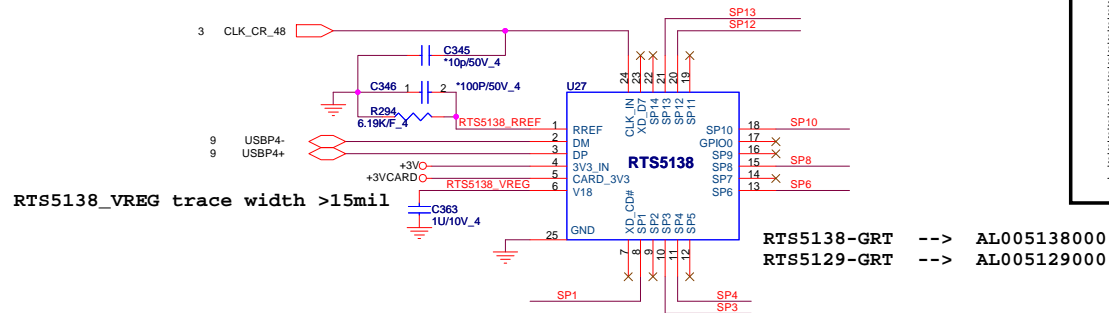 SP13
SP12
3 CLK_CR_48
C345
*10p/50V_4
C346 1 2 *100P/50V_4
R294
6.19K/F_4
U27
24 23 22 21 20 19
CLK_IN XD_D7 SP14 SP13 SP12 SP11
RTS5138_RREF 1 RREF
9 USBP4- 2 DM
9 USBP4+ 3 DP
+3V 4 3V3_IN
+3VCARD 5 CARD_3V3
RTS5138_VREG 6 V18
RTS5138
SP10 18 SP10
GPIO0 17
SP9 16
SP8 15 SP8
SP7 14
SP6 13 SP6
RTS5138_VREG trace width >15mil
C363
1U/10V_4
25 GND
XD_CD# SP1 SP2 SP3 SP4 SP5
7 8 9 10 11 12
RTS5138-GRT --> AL005138000
RTS5129-GRT --> AL005129000
SP1
SP4
SP3